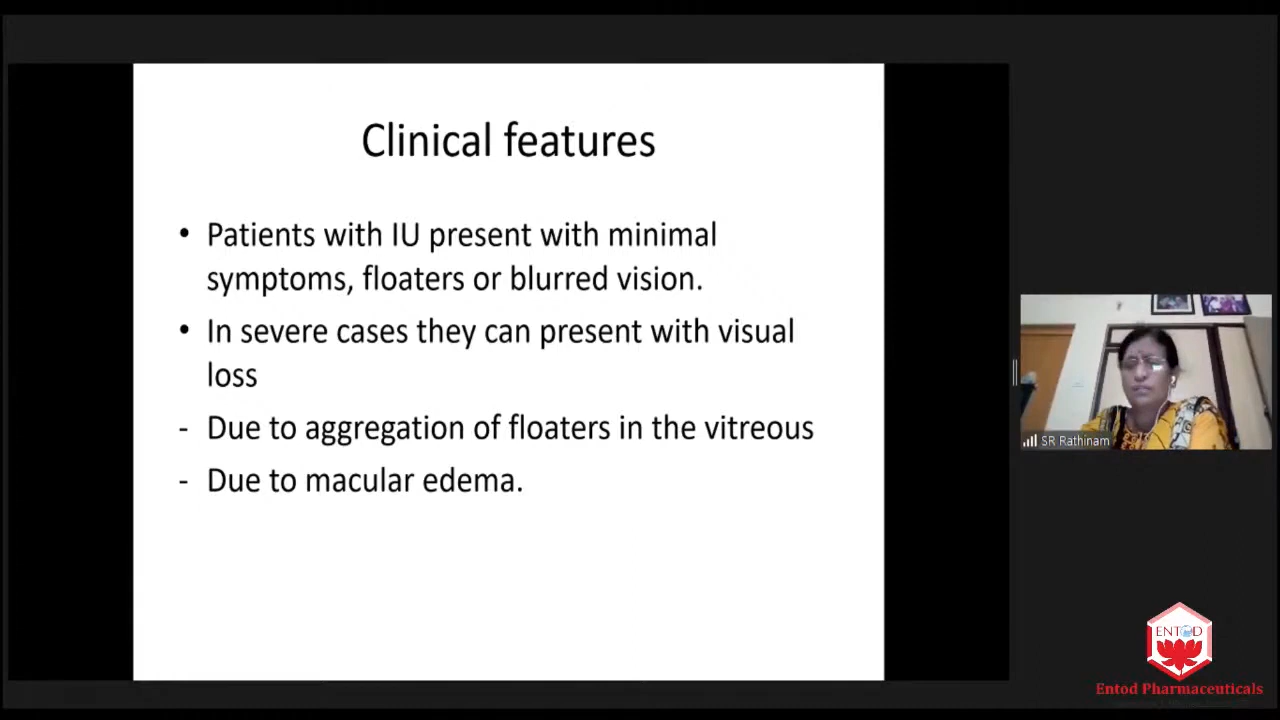 Clinical features
• Patients with IU present with minimal
symptoms, floaters or blurred vision.
• In severe cases they can present with visual
loss
- Due to aggregation of floaters in the vitreous
- Due to macular edema.
SR Rathinam
ENTOD
Entod Pharmaceuticals